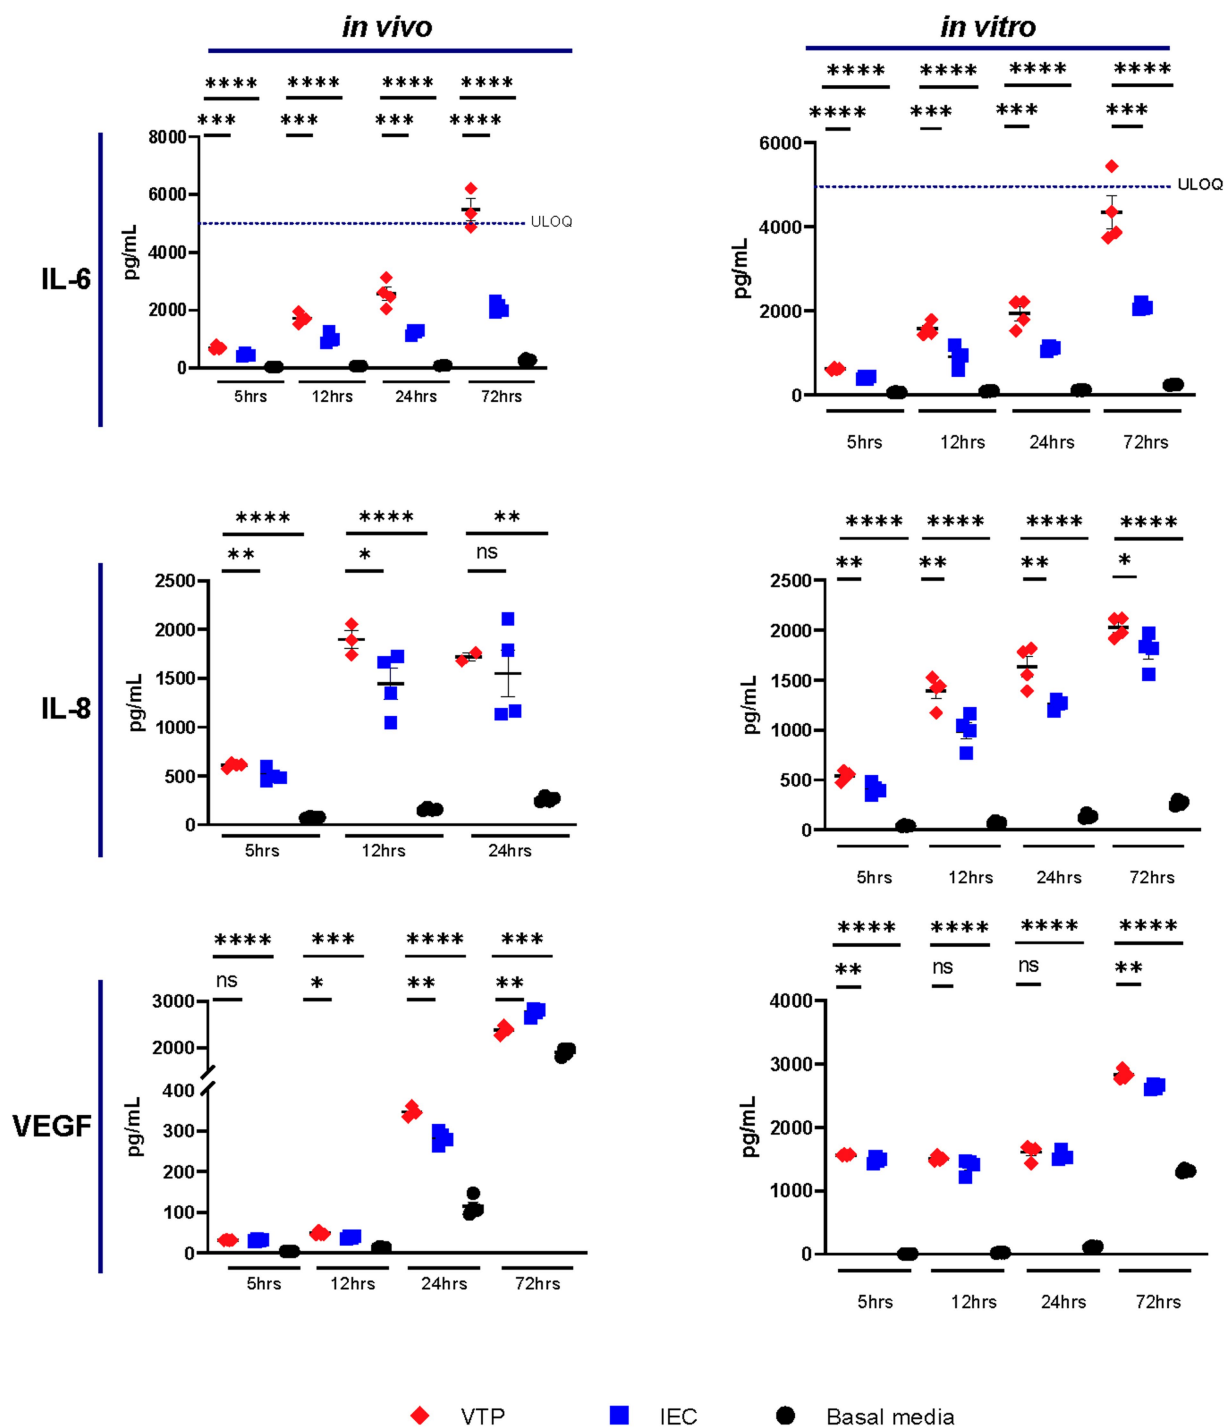 in vivo
in vitro
IL-6
**** **** **** ****
*** *** *** ****
8000
6000
4000
2000
0
pg/mL
ULOQ
5hrs 12hrs 24hrs 72hrs
**** **** **** ****
**** *** *** ***
6000
4000
2000
0
pg/mL
ULOQ
5hrs 12hrs 24hrs 72hrs
IL-8
**** **** **
** * ns
2500
2000
1500
1000
500
0
pg/mL
5hrs 12hrs 24hrs
**** **** **** ****
** ** ** *
2500
2000
1500
1000
500
0
pg/mL
5hrs 12hrs 24hrs 72hrs
VEGF
**** *** **** ***
ns * ** **
3000
2000
400
300
200
100
0
pg/mL
5hrs 12hrs 24hrs 72hrs
**** **** **** ****
** ns ns **
4000
3000
2000
1000
0
pg/mL
5hrs 12hrs 24hrs 72hrs
VTP IEC Basal media